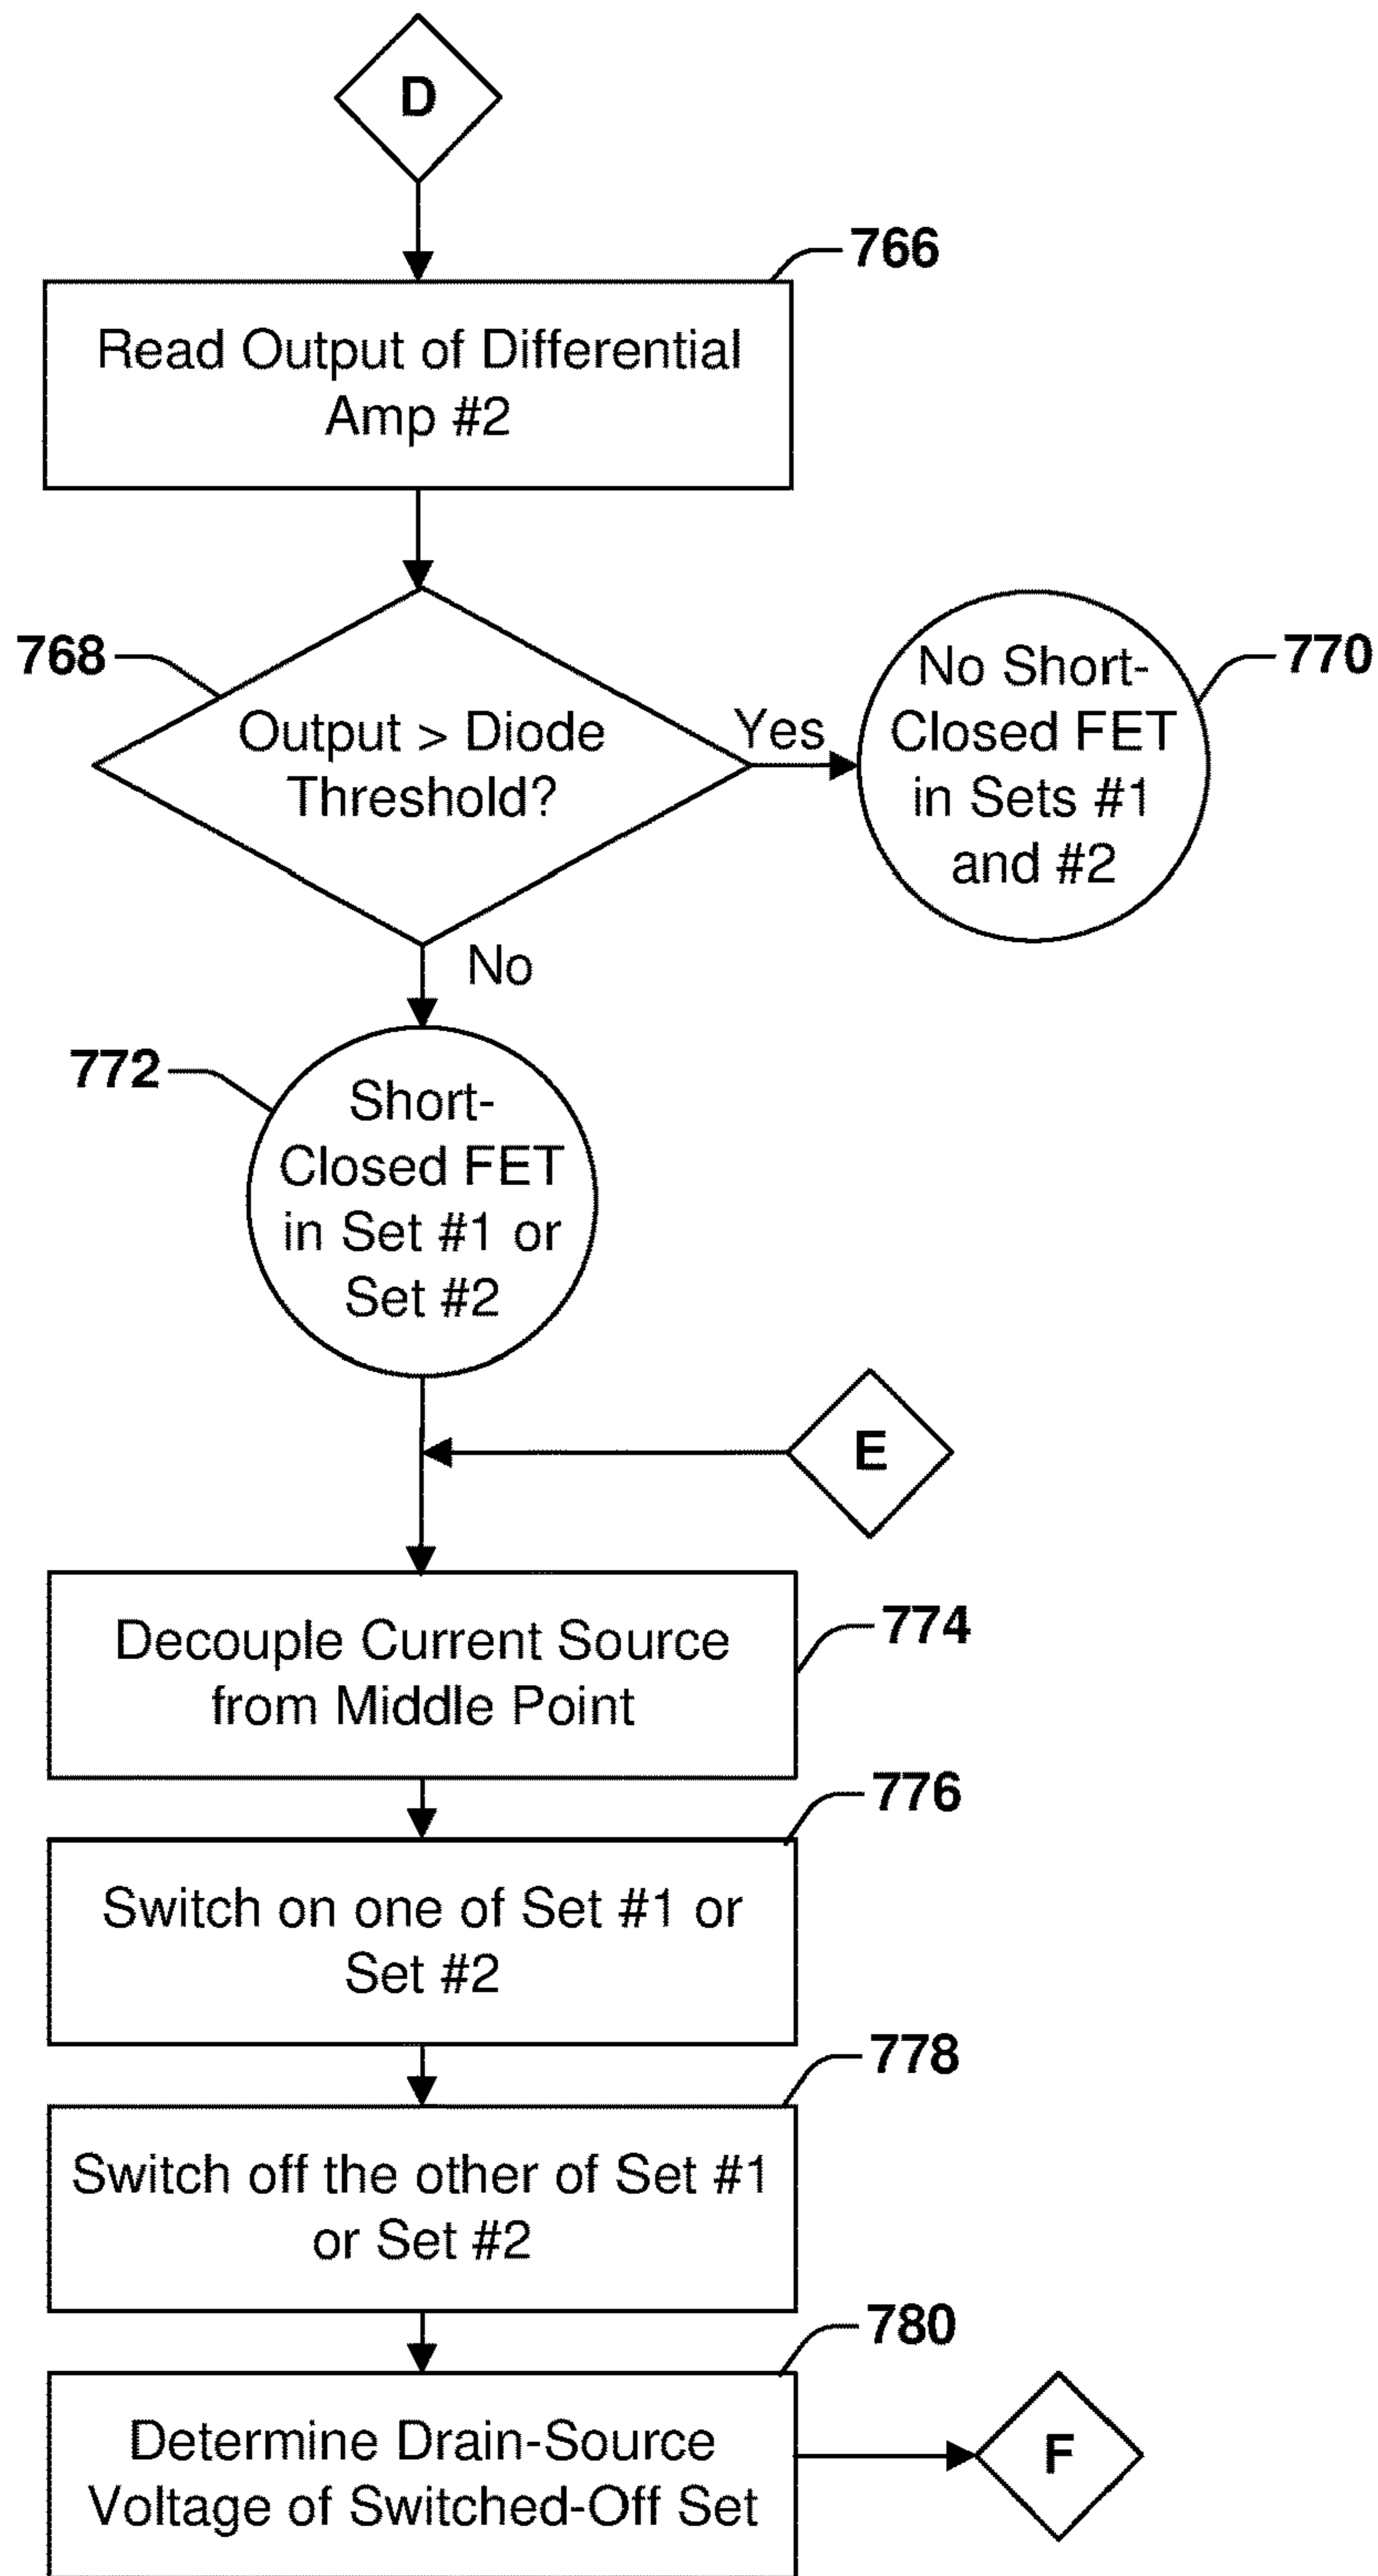 D
766
Read Output of Differential
Amp #2
768
Output > Diode
Threshold?
Yes
No Short-
Closed FET
in Sets #1
and #2
770
No
772
Short-
Closed FET
in Set #1 or
Set #2
E
Decouple Current Source
from Middle Point
774
776
Switch on one of Set #1 or
Set #2
778
Switch off the other of Set #1
or Set #2
780
Determine Drain-Source
Voltage of Switched-Off Set
F